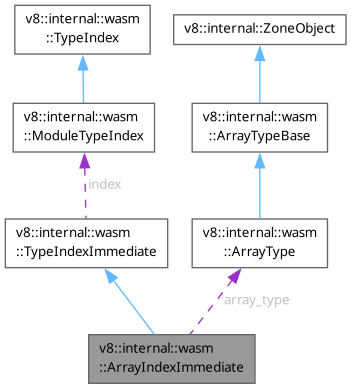 v8::internal::wasm
::TypeIndex
v8::internal::ZoneObject
v8::internal::wasm
::ModuleTypeIndex
v8::internal::wasm
::ArrayTypeBase
index
v8::internal::wasm
::TypeIndexImmediate
v8::internal::wasm
::ArrayType
array_type
v8::internal::wasm
::ArrayIndexImmediate